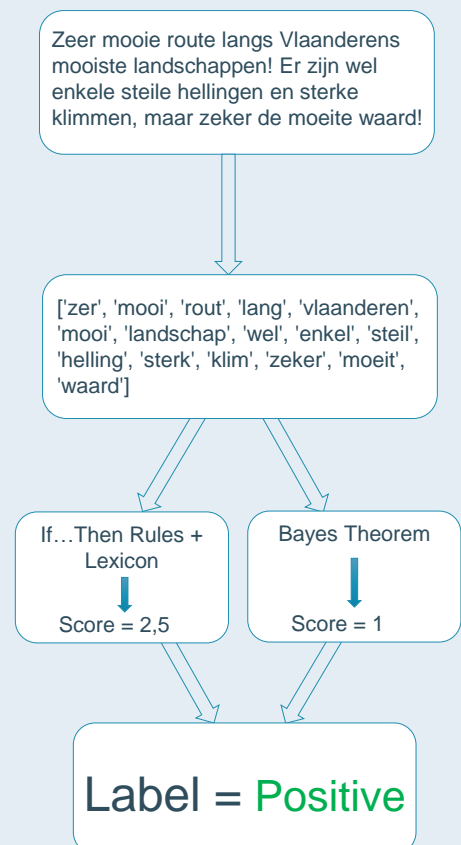 Zeer mooie route langs Vlaanderens
mooiste landschappen! Er zijn wel
enkele steile hellingen en sterke
klimmen, maar zeker de moeite waard!
['zer', 'mooi', 'rout', 'lang', 'vlaanderen',
'mooi', 'landschap', 'wel', 'enkel', 'steil',
'helling', 'sterk', 'klim', 'zeker', 'moeit',
'waard']
If…Then Rules +
Lexicon
Score = 2,5
Bayes Theorem
Score = 1
Label = Positive